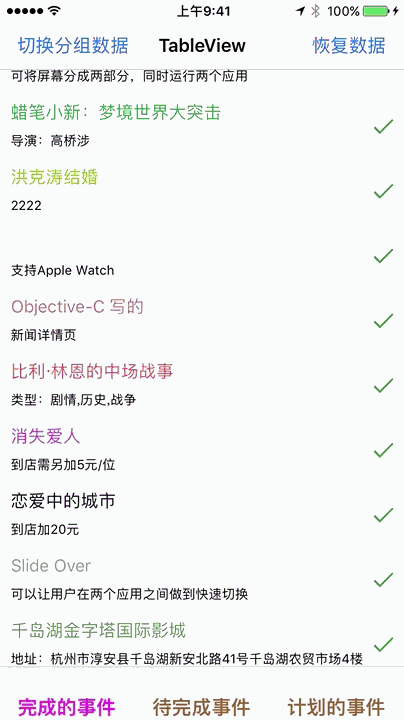 上午9:41
100%
切换分组数据 TableView 恢复数据
可将屏幕分成两部分，同时运行两个应用
蜡笔小新：梦境世界大突击
导演：高桥涉
洪克涛结婚
2222
支持Apple Watch
Objective-C 写的
新闻详情页
比利·林恩的中场战事
类型：剧情,历史,战争
消失爱人
到店需另加5元/位
恋爱中的城市
到店加20元
Slide Over
可以让用户在两个应用之间做到快速切换
千岛湖金字塔国际影城
地址：杭州市淳安县千岛湖新安北路41号千岛湖农贸市场4楼
完成的事件 待完成事件 计划的事件